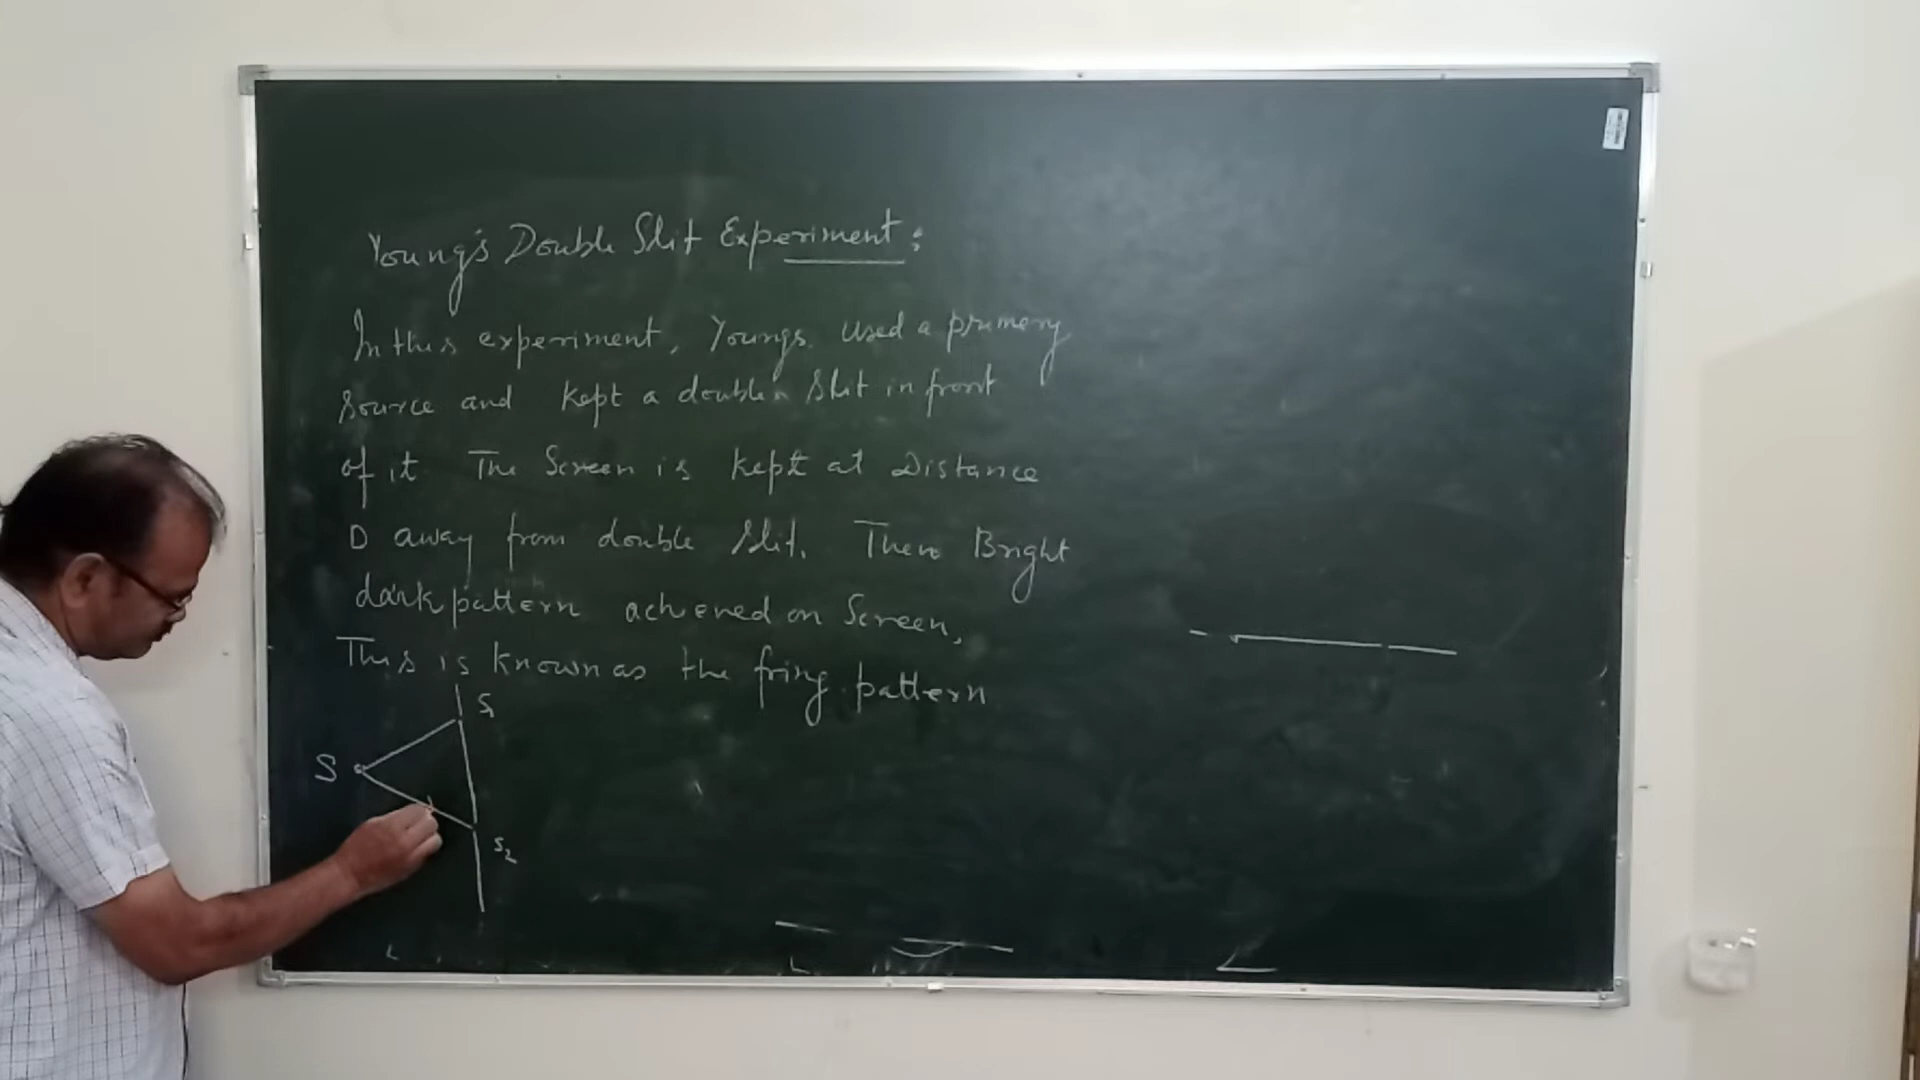 Young's Double Slit Experiment:
In this experiment, Youngs used a primary
source and kept a double slit in front
of it The Screen is kept at Distance
D away from double slit. Then Bright
dark pattern achieved on Screen,
This is known as the fring pattern
S1
S
S2